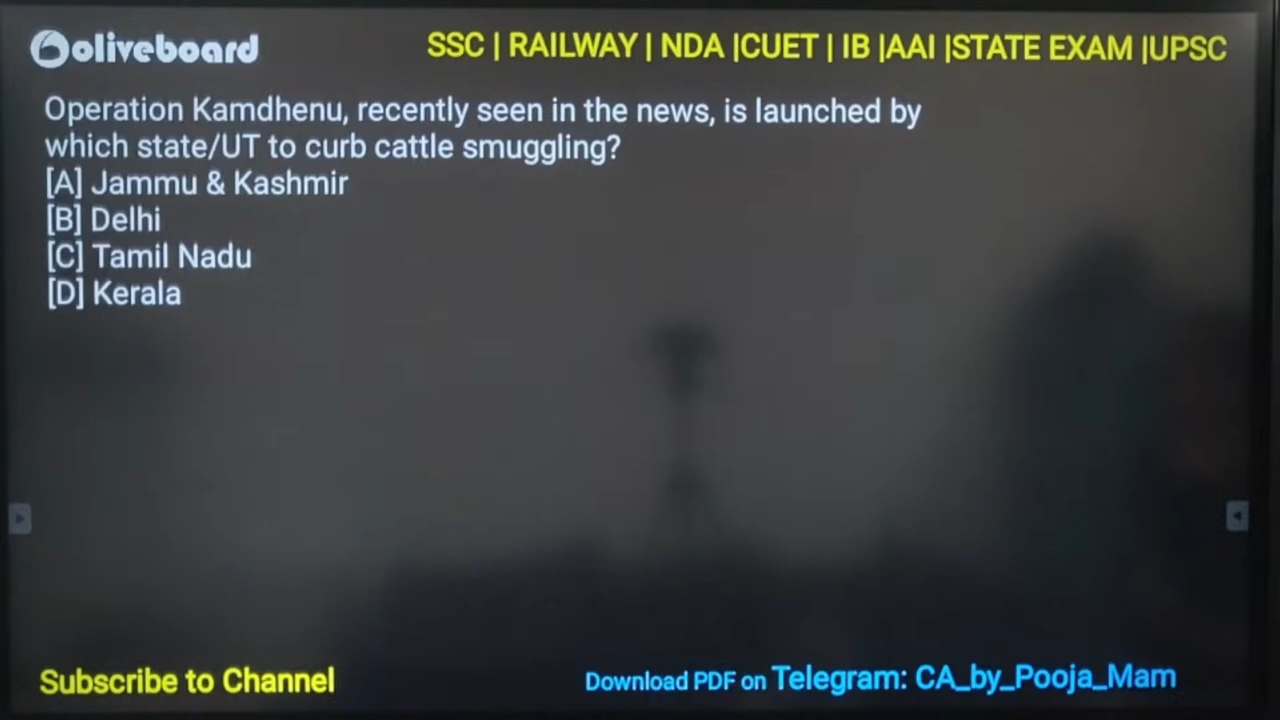 oliveboard
SSC | RAILWAY | NDA |CUET | IB |AAI |STATE EXAM |UPSC
Operation Kamdhenu, recently seen in the news, is launched by
which state/UT to curb cattle smuggling?
[A] Jammu & Kashmir
[B] Delhi
[C] Tamil Nadu
[D] Kerala
Subscribe to Channel
Download PDF on Telegram: CA_by_Pooja_Mam